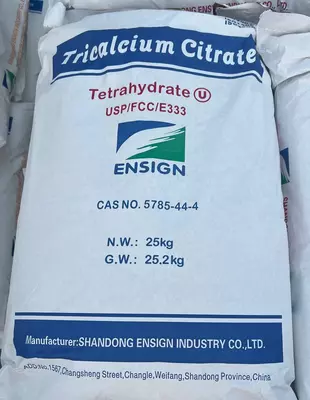 Tricalcium Citrate
Tetrahydrate Ⓤ
USP/FCC/E333
ENSIGN
CAS NO. 5785-44-4
N.W.: 25kg
G.W.: 25.2kg
Manufacturer:SHANDONG ENSIGN INDUSTRY CO.,LTD.
1567,Changsheng Street,Changle,Weifang,Shandong Province,China